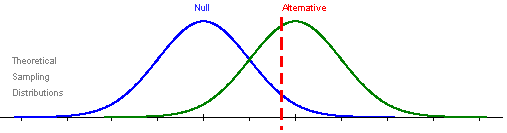 Null Alternative
Theoretical
Sampling
Distributions